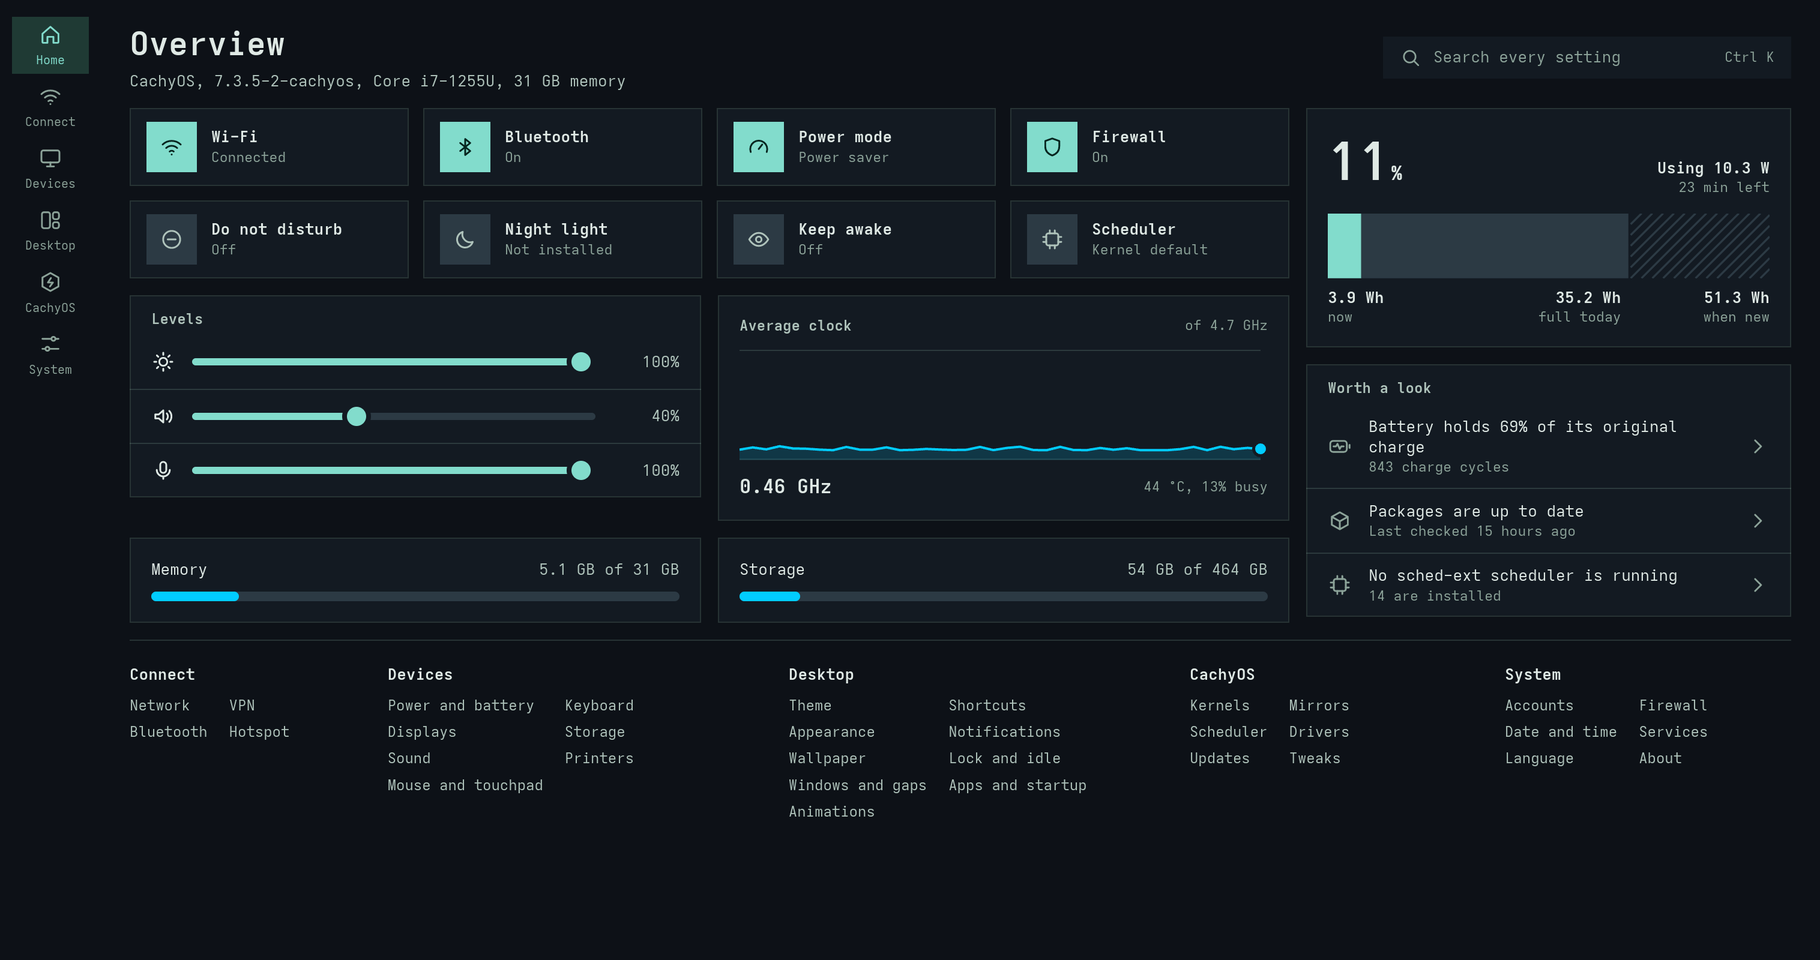 Home
Connect
Devices
Desktop
CachyOS
System
Overview
CachyOS, 7.3.5-2-cachyos, Core i7-1255U, 31 GB memory
Search every setting
Ctrl K
Wi-Fi
Connected
Bluetooth
On
Power mode
Power saver
Firewall
On
Do not disturb
Off
Night light
Not installed
Keep awake
Off
Scheduler
Kernel default
11%
Using 10.3 W
23 min left
3.9 Wh
now
35.2 Wh
full today
51.3 Wh
when new
Levels
100%
40%
100%
Average clock
of 4.7 GHz
0.46 GHz
44 °C, 13% busy
Worth a look
Battery holds 69% of its original
charge
843 charge cycles
Packages are up to date
Last checked 15 hours ago
No sched-ext scheduler is running
14 are installed
Memory
5.1 GB of 31 GB
Storage
54 GB of 464 GB
Connect
Network
VPN
Bluetooth
Hotspot
Devices
Power and battery
Keyboard
Displays
Storage
Sound
Printers
Mouse and touchpad
Desktop
Theme
Shortcuts
Appearance
Notifications
Wallpaper
Lock and idle
Windows and gaps
Apps and startup
Animations
CachyOS
Kernels
Mirrors
Scheduler
Drivers
Updates
Tweaks
System
Accounts
Firewall
Date and time
Services
Language
About